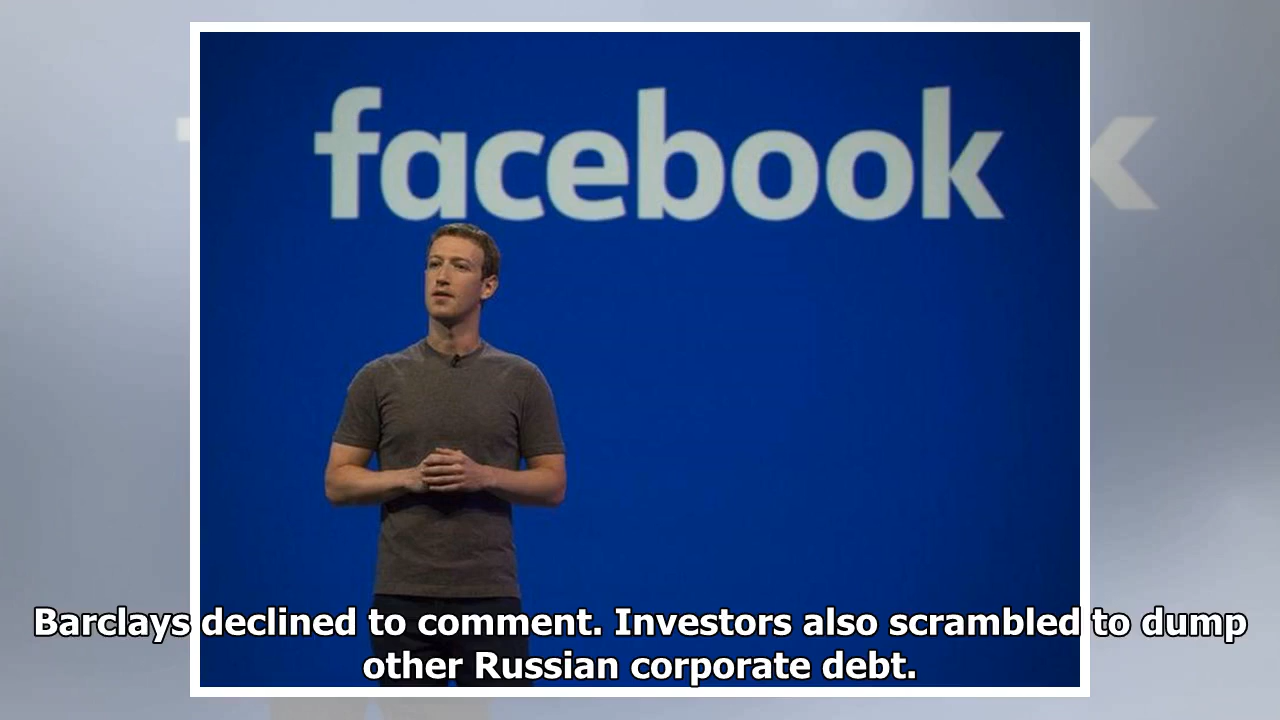 facebook
Barclays declined to comment. Investors also scrambled to dump
other Russian corporate debt.